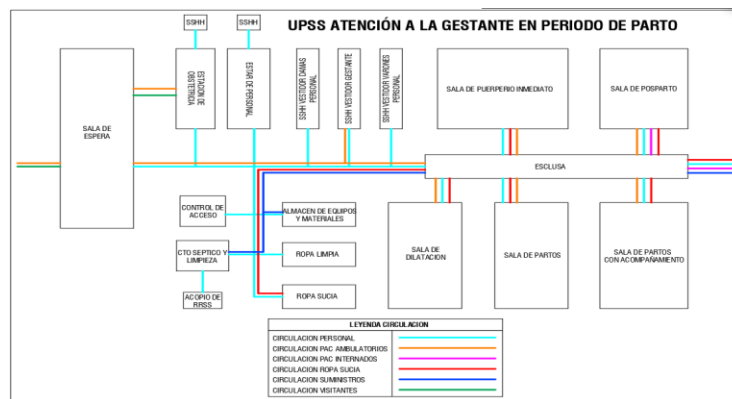 UPSS ATENCIÓN A LA GESTANTE EN PERIODO DE PARTO
SSHH
SSHH
SALA DE
ESPERA
ESTACION DE
OBSTETRICIA
ESTAR DE PERSONAL
SSHH VESTIDOR DAMAS
PERSONAL
SSHH VESTIDOR GESTANTE
SSHH VESTIDOR VARONES
PERSONAL
SALA DE PUERPERIO INMEDIATO
SALA DE POSPARTO
ESCLUSA
CONTROL DE
ACCESO
ALMACEN DE EQUIPOS
Y MATERIALES
CTO SEPTICO Y
LIMPIEZA
ROPA LIMPIA
ACOPIO DE
RRSS
ROPA SUCIA
SALA DE
DILATACION
SALA DE PARTOS
SALA DE PARTOS
CON ACOMPAÑAMIENTO
LEYENDA CIRCULACION
CIRCULACION PERSONAL
CIRCULACION PAC AMBULATORIOS
CIRCULACION PAC INTERNADOS
CIRCULACION ROPA SUCIA
CIRCULACION SUMINISTROS
CIRCULACION VISITANTES